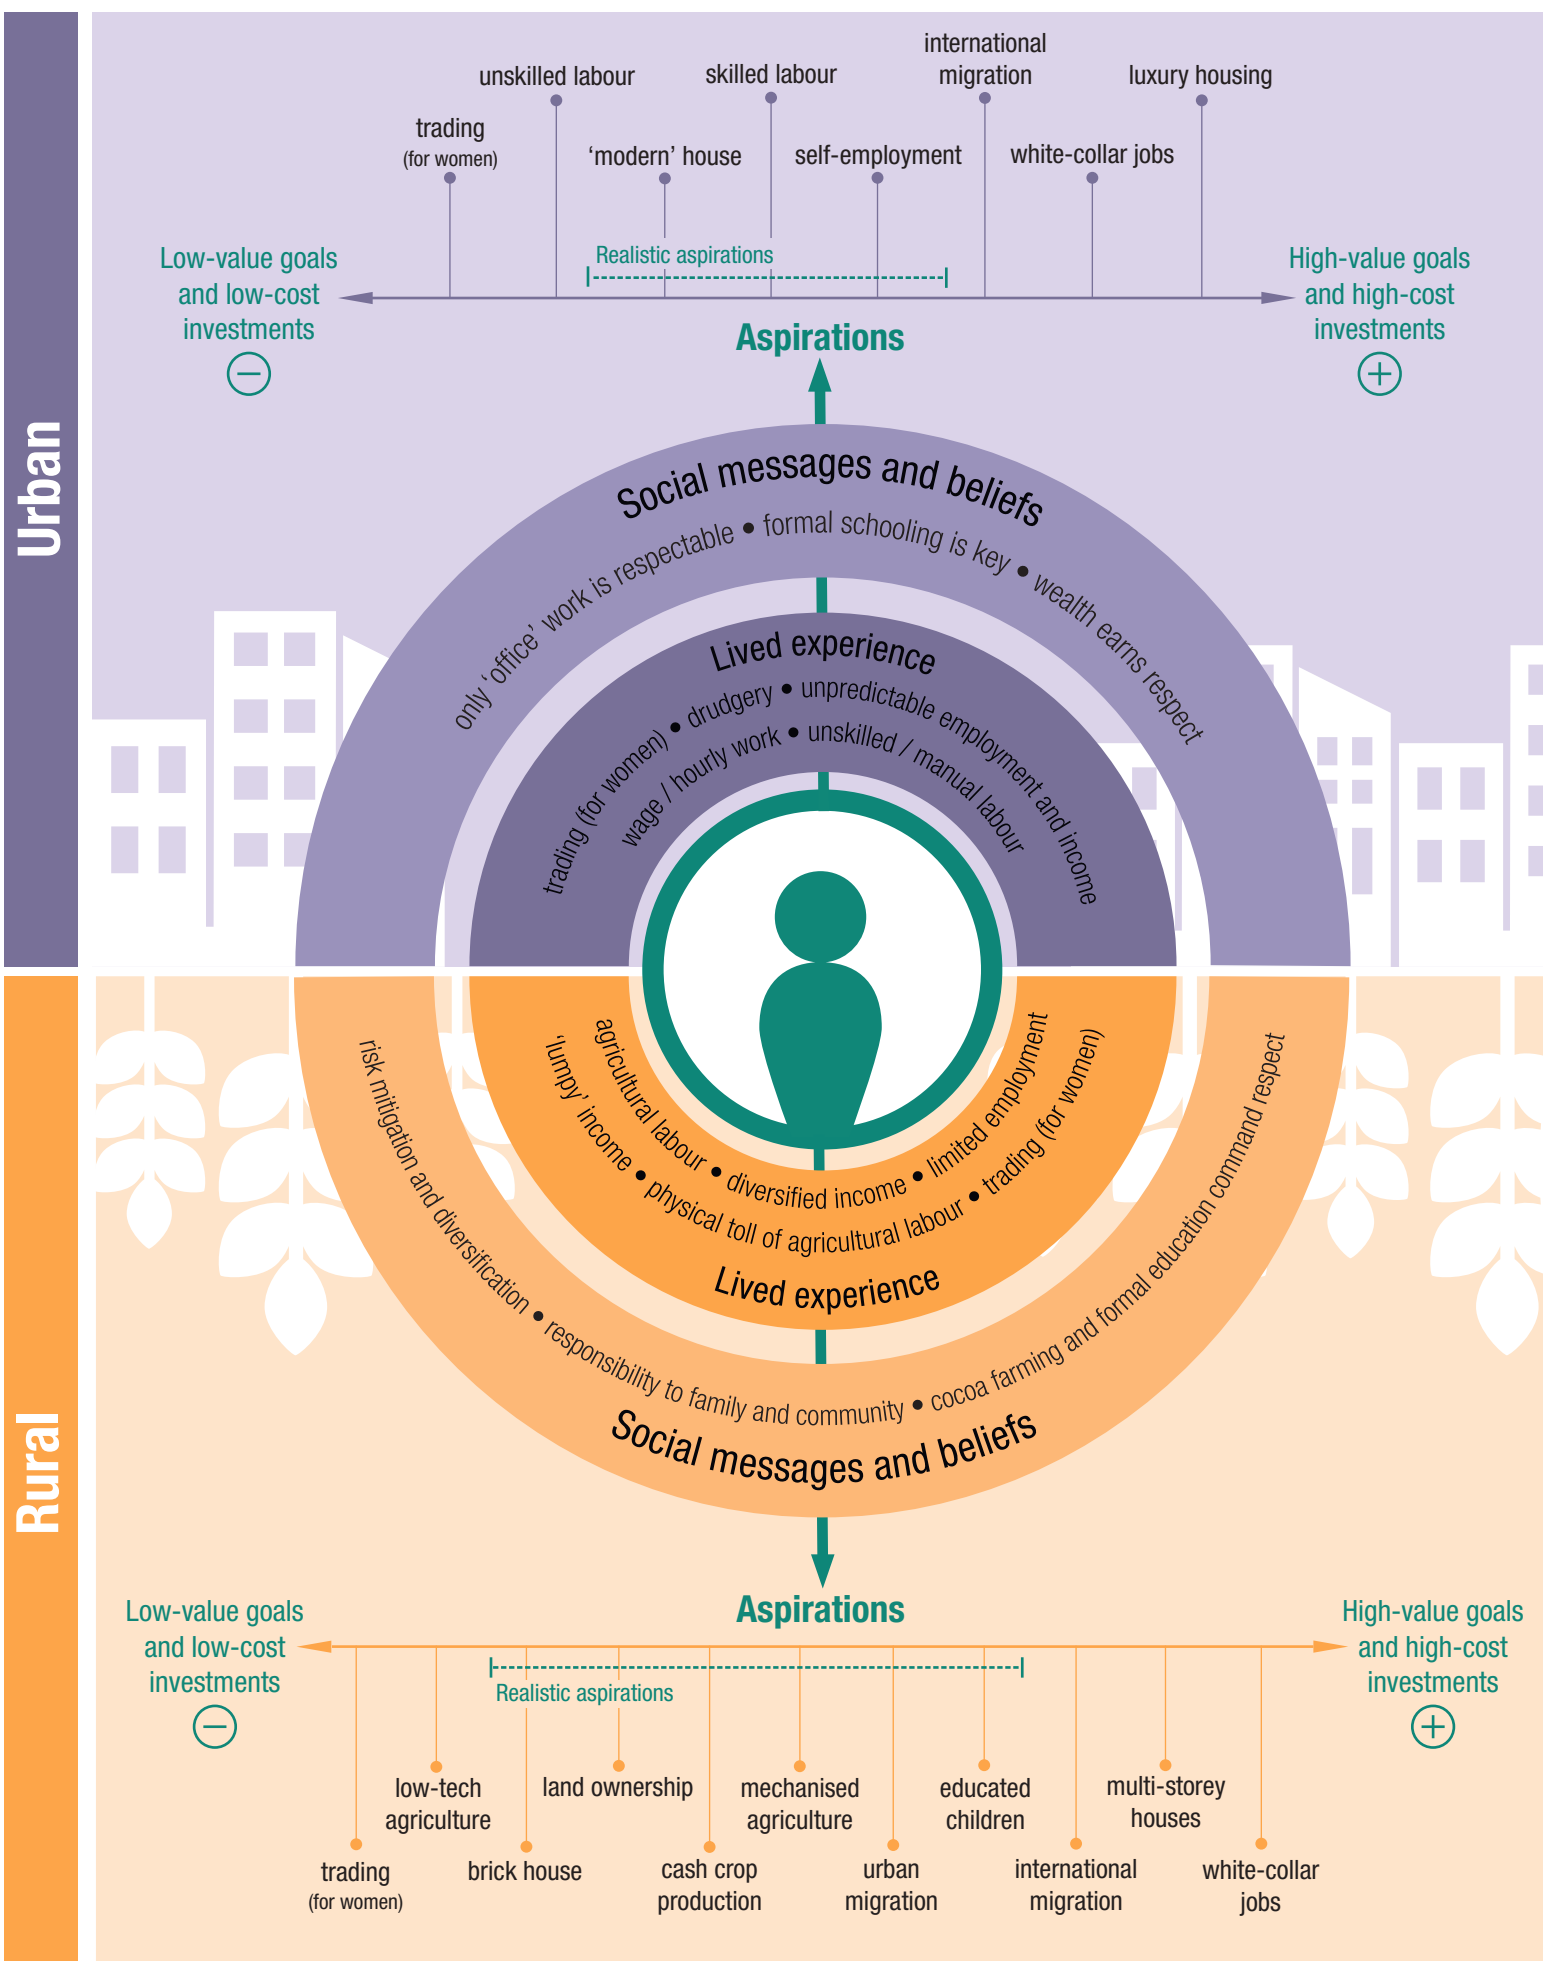 Urban
international
migration
unskilled labour
skilled labour
luxury housing
trading
(for women)
‘modern’ house
self-employment
white-collar jobs
Realistic aspirations
Low-value goals
and low-cost
investments
−
High-value goals
and high-cost
investments
+
Aspirations
Social messages and beliefs
only ‘office’ work is respectable • formal schooling is key • wealth earns respect
Lived experience
trading (for women) • drudgery • unpredictable employment and income
wage / hourly work • unskilled / manual labour
Rural
agricultural labour • diversified income • limited employment
‘lumpy’ income • physical toll of agricultural labour • trading (for women)
Lived experience
risk mitigation and diversification • responsibility to family and community • cocoa farming and formal education command respect
Social messages and beliefs
Aspirations
Low-value goals
and low-cost
investments
−
High-value goals
and high-cost
investments
+
Realistic aspirations
low-tech
agriculture
land ownership
mechanised
agriculture
educated
children
multi-storey
houses
trading
(for women)
brick house
cash crop
production
urban
migration
international
migration
white-collar
jobs